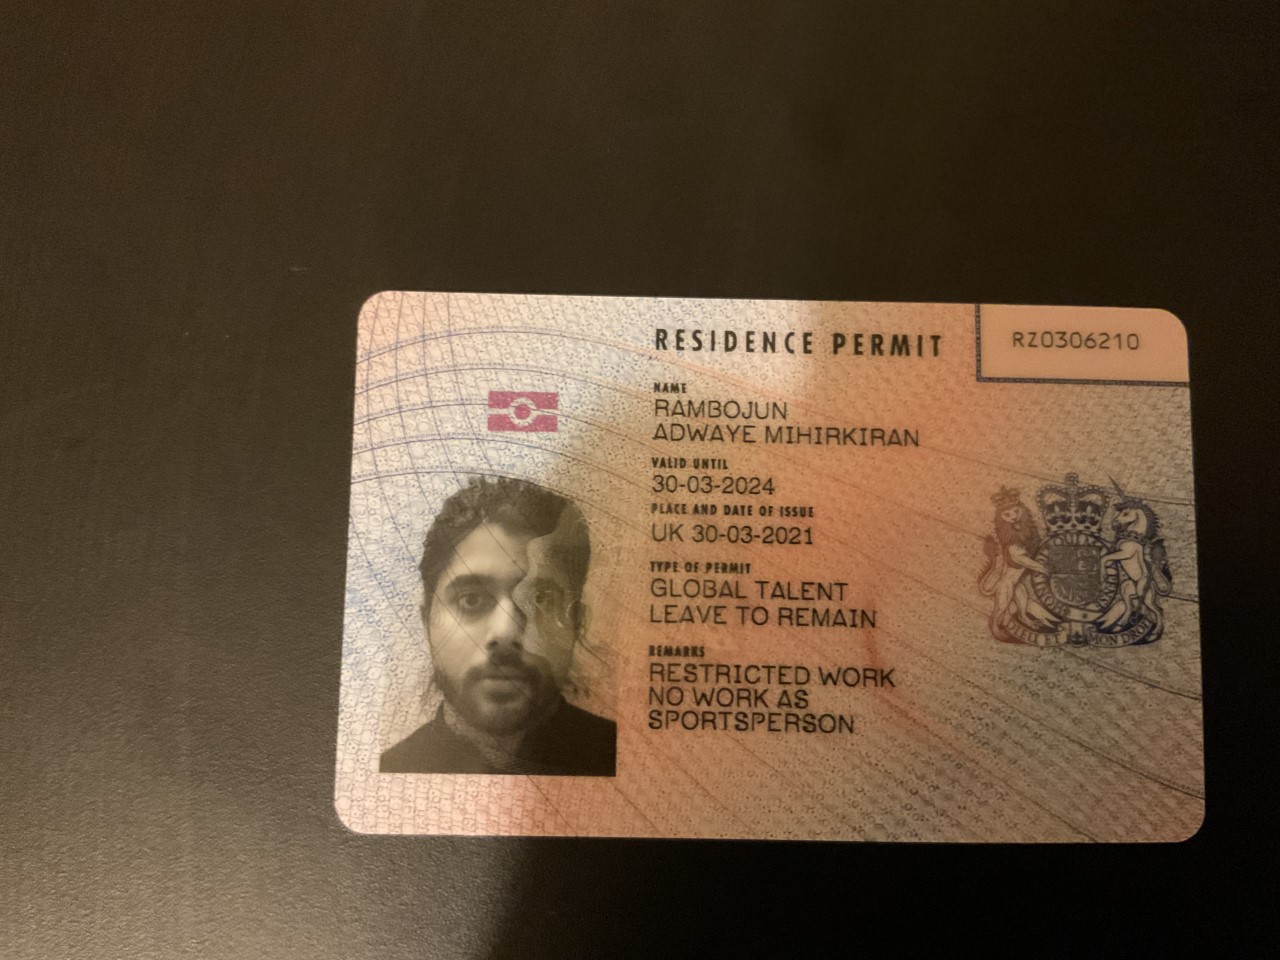 RESIDENCE PERMIT
RZ0306210
NAME
RAMBOJUN
ADWAYE MIHIRKIRAN
VALID UNTIL
30-03-2024
PLACE AND DATE OF ISSUE
UK 30-03-2021
TYPE OF PERMIT
GLOBAL TALENT
LEAVE TO REMAIN
REMARKS
RESTRICTED WORK
NO WORK AS
SPORTSPERSON
DIEU ET MON DROIT